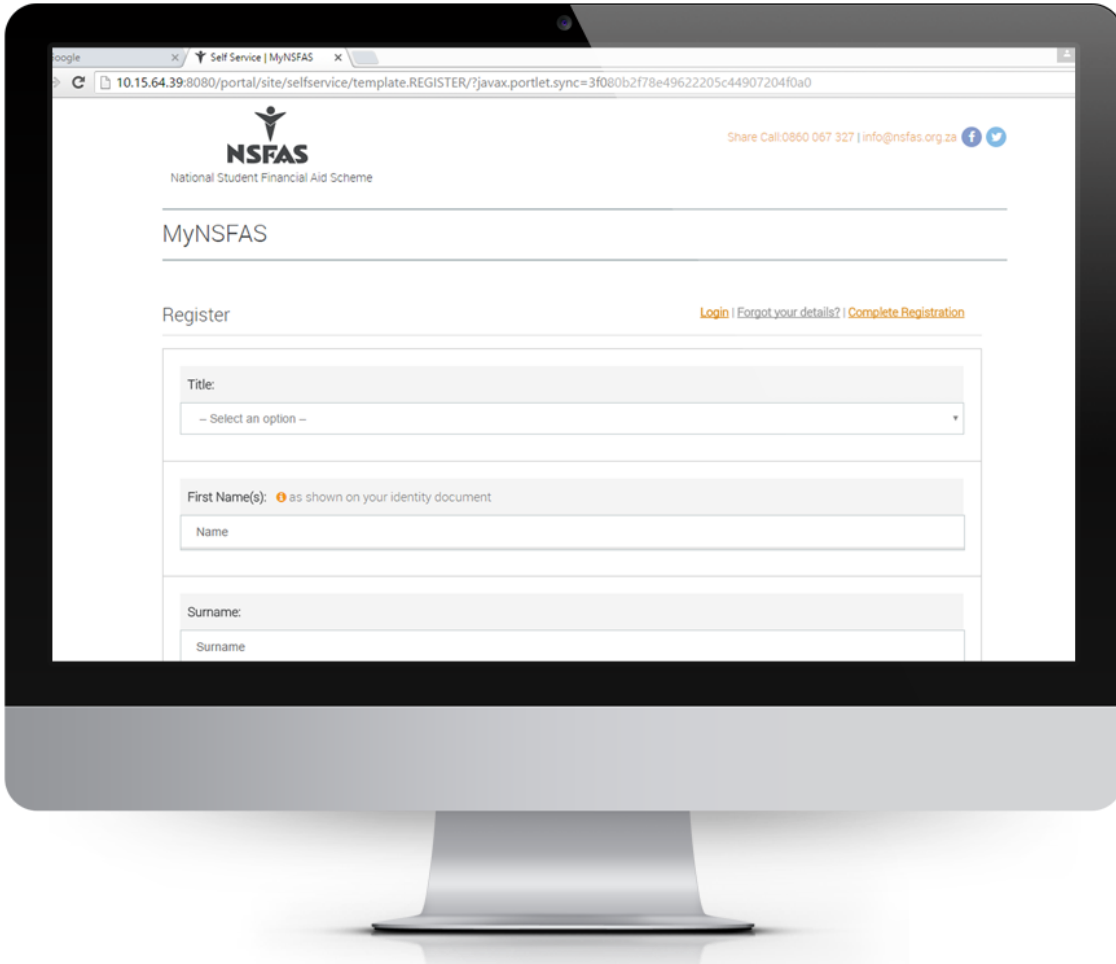 oogle
Self Service | MyNSFAS
10.15.64.39:8080/portal/site/selfservice/template.REGISTER/?javax.portlet.sync=3f080b2f78e49622205c44907204f0a0
NSFAS
National Student Financial Aid Scheme
Share Call:0860 067 327 | info@nsfas.org.za
MyNSFAS
Register
Login | Forgot your details? | Complete Registration
Title:
-- Select an option --
First Name(s): as shown on your identity document
Name
Surname:
Surname